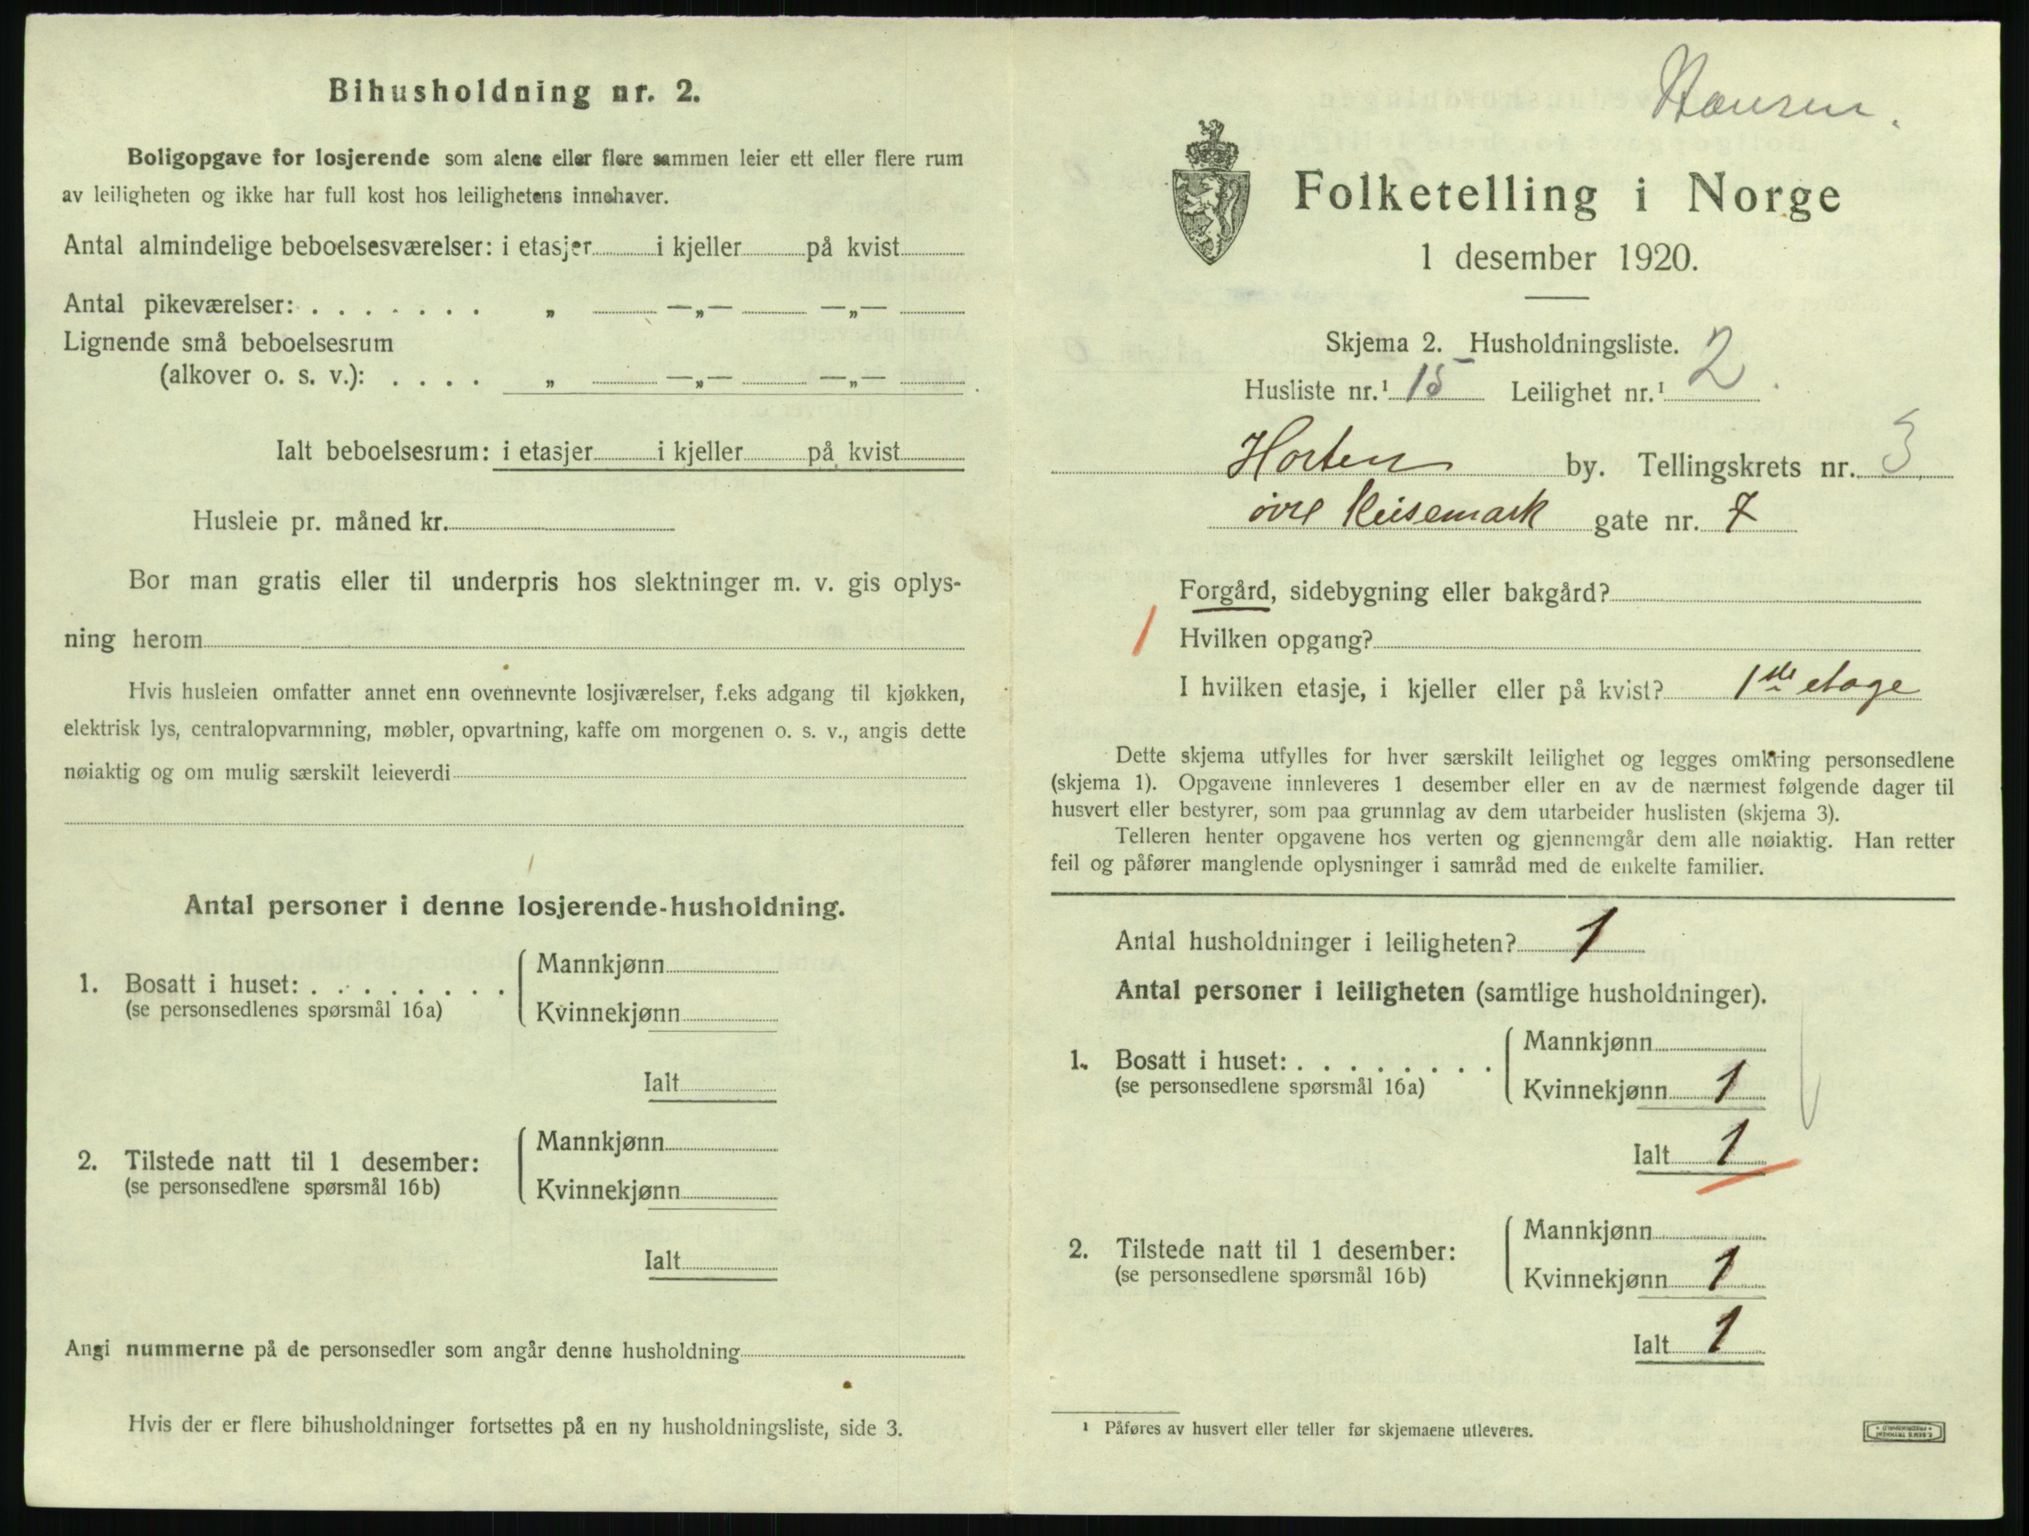 Bihusholdning nr. 2.
Boligopgave for losjerende som alene eller flere sammen leier ett eller flere rum
av leiligheten og ikke har full kost hos leilighetens innehaver.
Antal almindelige beboelsesværelser: i etasjer i kjeller på kvist
Antal pikeværelser: . . . . . . . „ —„— —„—
Lignende små beboelsesrum
(alkover o. s. v.): . . . . „ —„— —„—
Ialt beboelsesrum: i etasjer i kjeller på kvist
Husleie pr. måned kr.
Bor man gratis eller til underpris hos slektninger m. v. gis oplys-
ning herom
Hvis husleien omfatter annet enn ovennevnte losjiværelser, f.eks adgang til kjøkken,
elektrisk lys, centralopvarmning, møbler, opvartning, kaffe om morgenen o. s. v., angis dette
nøiaktig og om mulig særskilt leieverdi
Antal personer i denne losjerende-husholdning.
1. Bosatt i huset: . . . . . . . . Mannkjønn
(se personsedlenes spørsmål 16a) Kvinnekjønn
Ialt
2. Tilstede natt til 1 desember: Mannkjønn
(se personsedlene spørsmål 16b) Kvinnekjønn
Ialt
Angi nummerne på de personsedler som angår denne husholdning
Hvis der er flere bihusholdninger fortsettes på en ny husholdningsliste, side 3.
Hansen.
Folketelling i Norge
1 desember 1920.
Skjema 2. Husholdningsliste.
Husliste nr.¹ 15 Leilighet nr.¹ 2
Horten by. Tellingskrets nr. 3
øvre Keisemark gate nr. 7
Forgård, sidebygning eller bakgård?
1 Hvilken opgang?
I hvilken etasje, i kjeller eller på kvist? 1ste etage
Dette skjema utfylles for hver særskilt leilighet og legges omkring personsedlene
(skjema 1). Opgavene innleveres 1 desember eller en av de nærmest følgende dager til
husvert eller bestyrer, som paa grunnlag av dem utarbeider huslisten (skjema 3).
Telleren henter opgavene hos verten og gjennemgår dem alle nøiaktig. Han retter
feil og påfører manglende oplysninger i samråd med de enkelte familier.
Antal husholdninger i leiligheten? 1
Antal personer i leiligheten (samtlige husholdninger).
1. Bosatt i huset: . . . . . . . . Mannkjønn
(se personsedlene spørsmål 16a) Kvinnekjønn 1
Ialt 1
2. Tilstede natt til 1 desember: Mannkjønn
(se personsedlene spørsmål 16b) Kvinnekjønn 1
Ialt 1
¹ Påføres av husvert eller teller før skjemaene utleveres.